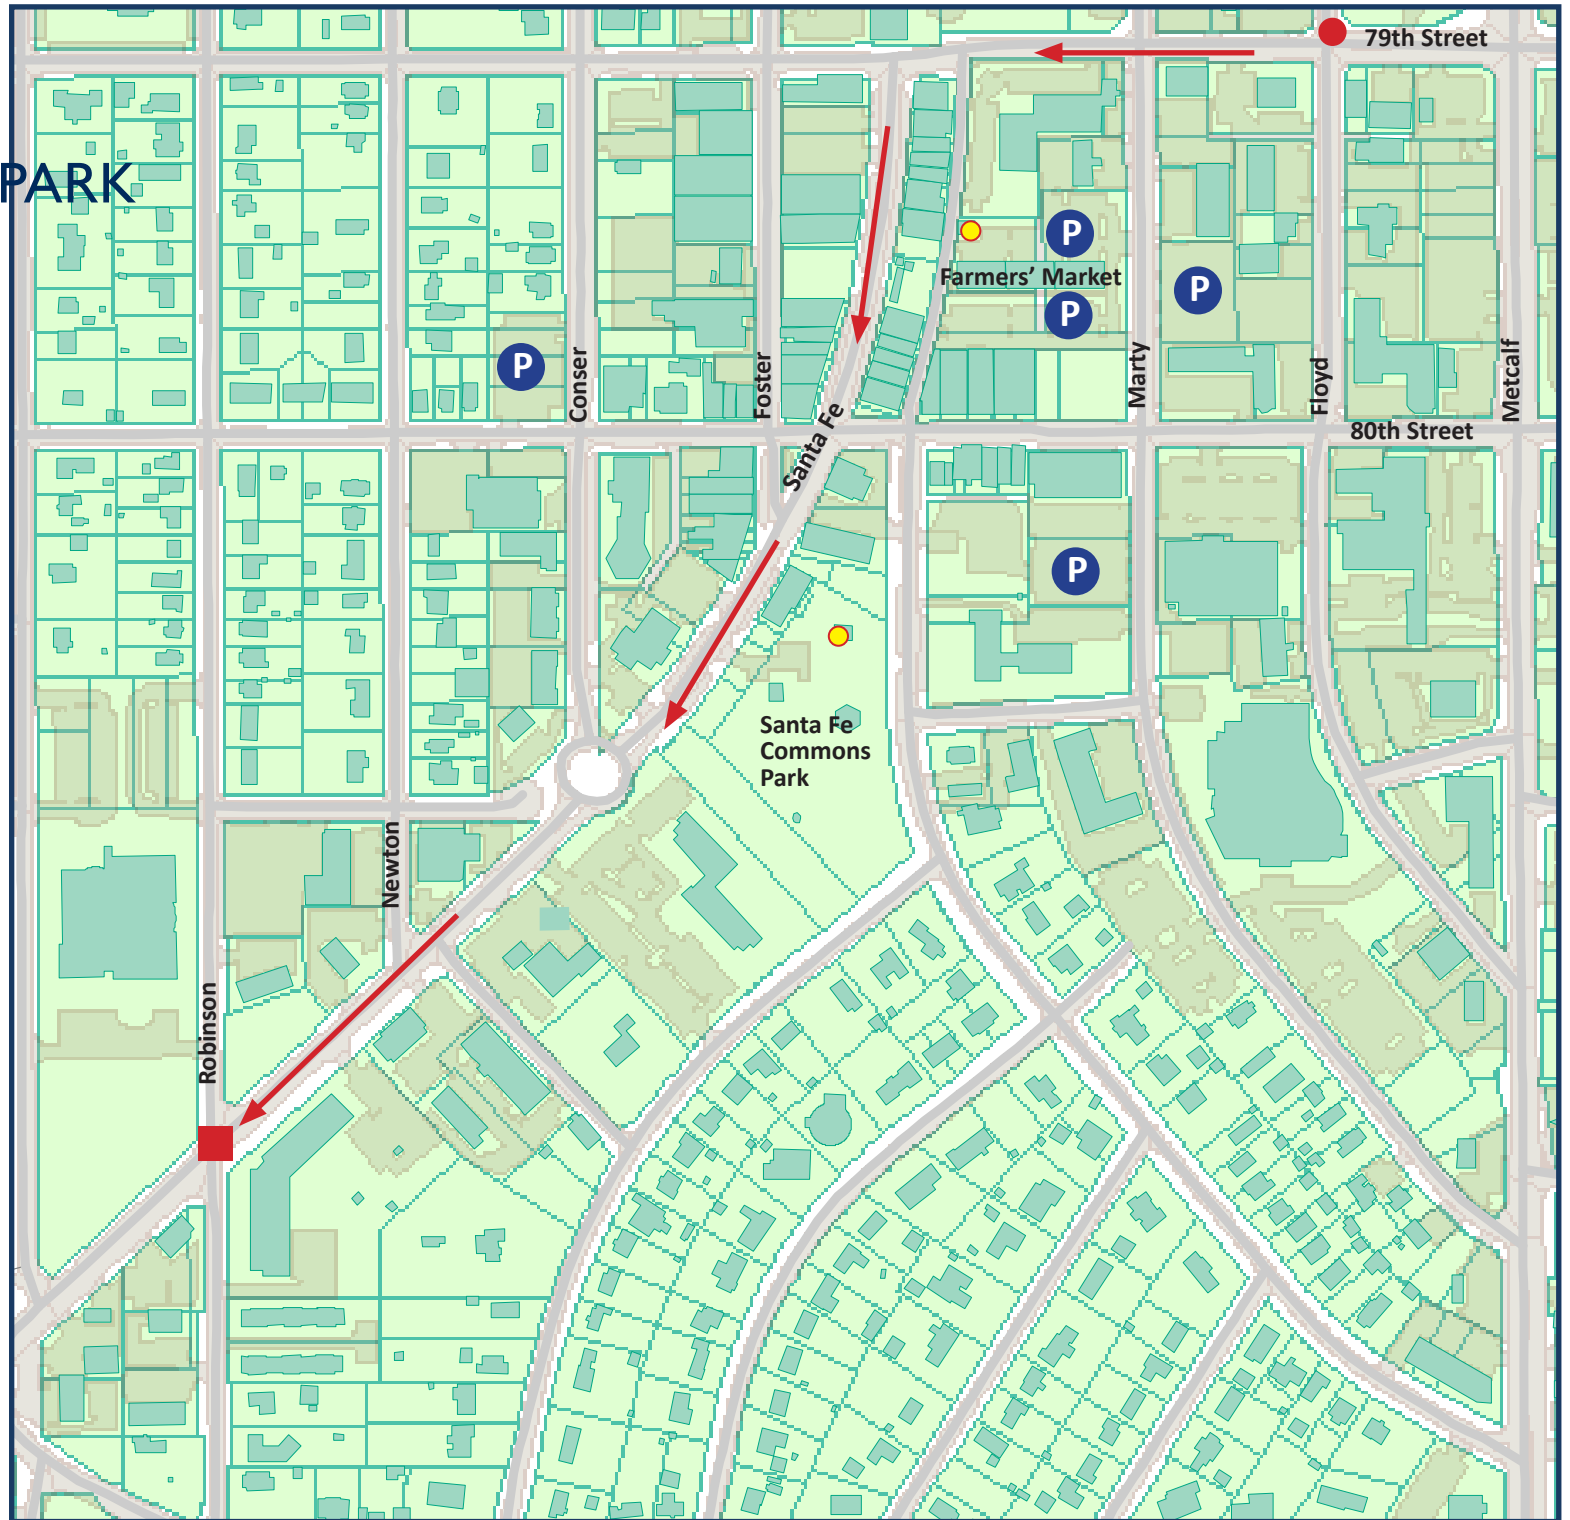 79th Street
PARK
P
Farmers’ Market
P
P
P
Conser
Foster
Marty
Floyd
Metcalf
Santa Fe
80th Street
P
Santa Fe
Commons
Park
Newton
Robinson